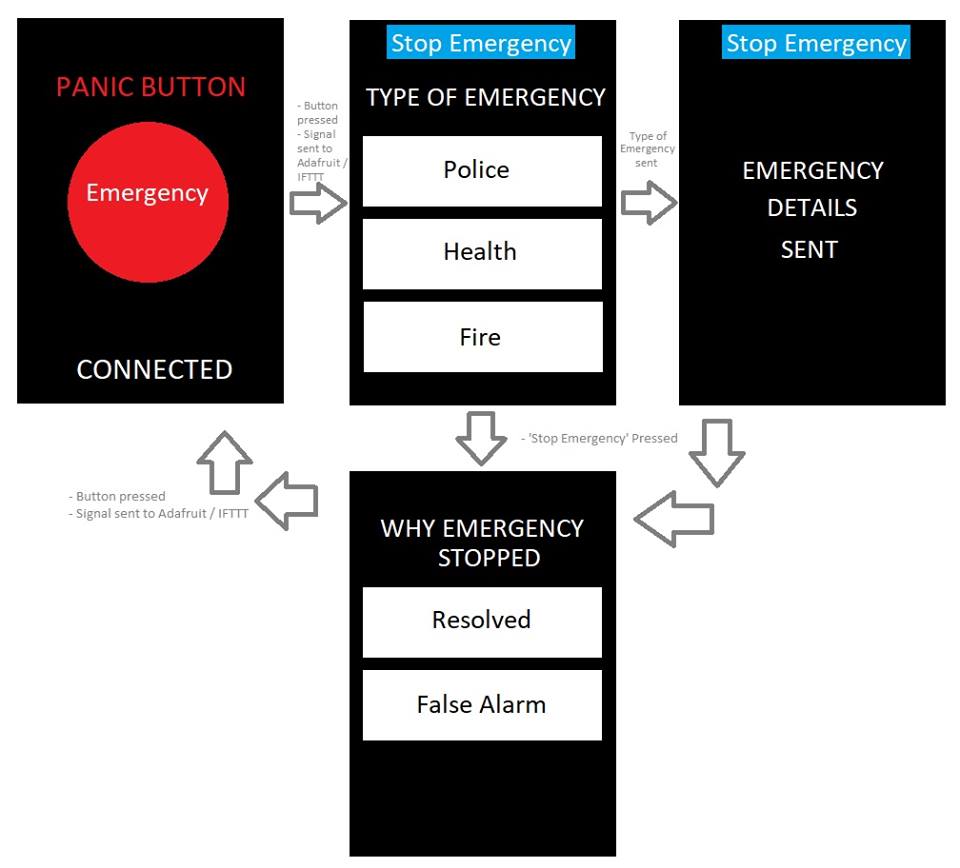 PANIC BUTTON
Emergency
CONNECTED
- Button
pressed
- Signal
sent to
Adafruit /
IFTTT
Stop Emergency
TYPE OF EMERGENCY
Police
Health
Fire
Type of
Emergency
sent
Stop Emergency
EMERGENCY
DETAILS
SENT
- 'Stop Emergency' Pressed
WHY EMERGENCY
STOPPED
Resolved
False Alarm
- Button pressed
- Signal sent to Adafruit / IFTTT